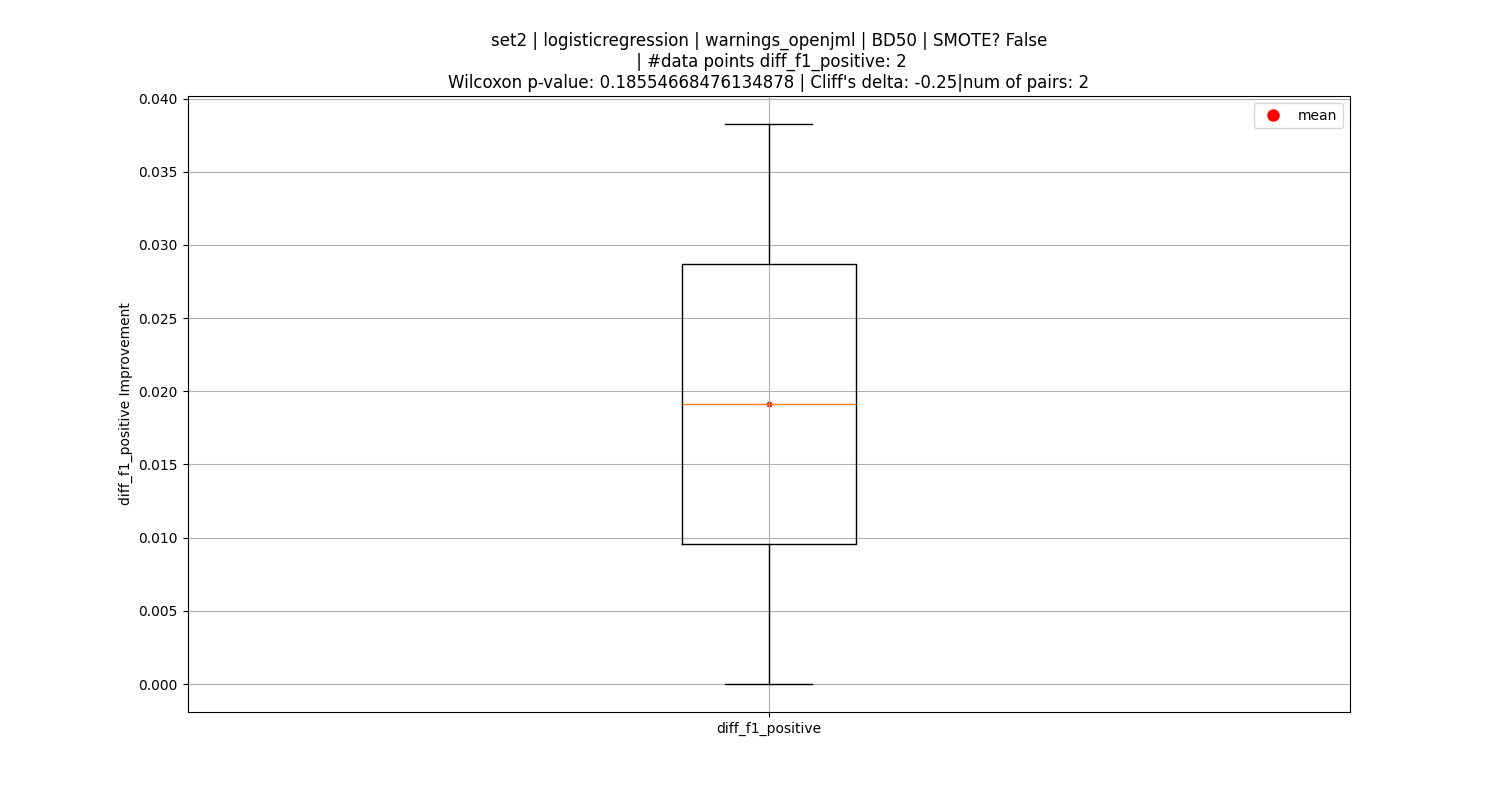 set2 | logisticregression | warnings_openjml | BD50 | SMOTE? False
| #data points diff_f1_positive: 2
Wilcoxon p-value: 0.18554668476134878 | Cliff's delta: -0.25|num of pairs: 2
mean
0.040
0.035
0.030
0.025
0.020
0.015
0.010
0.005
0.000
diff_f1_positive Improvement
diff_f1_positive